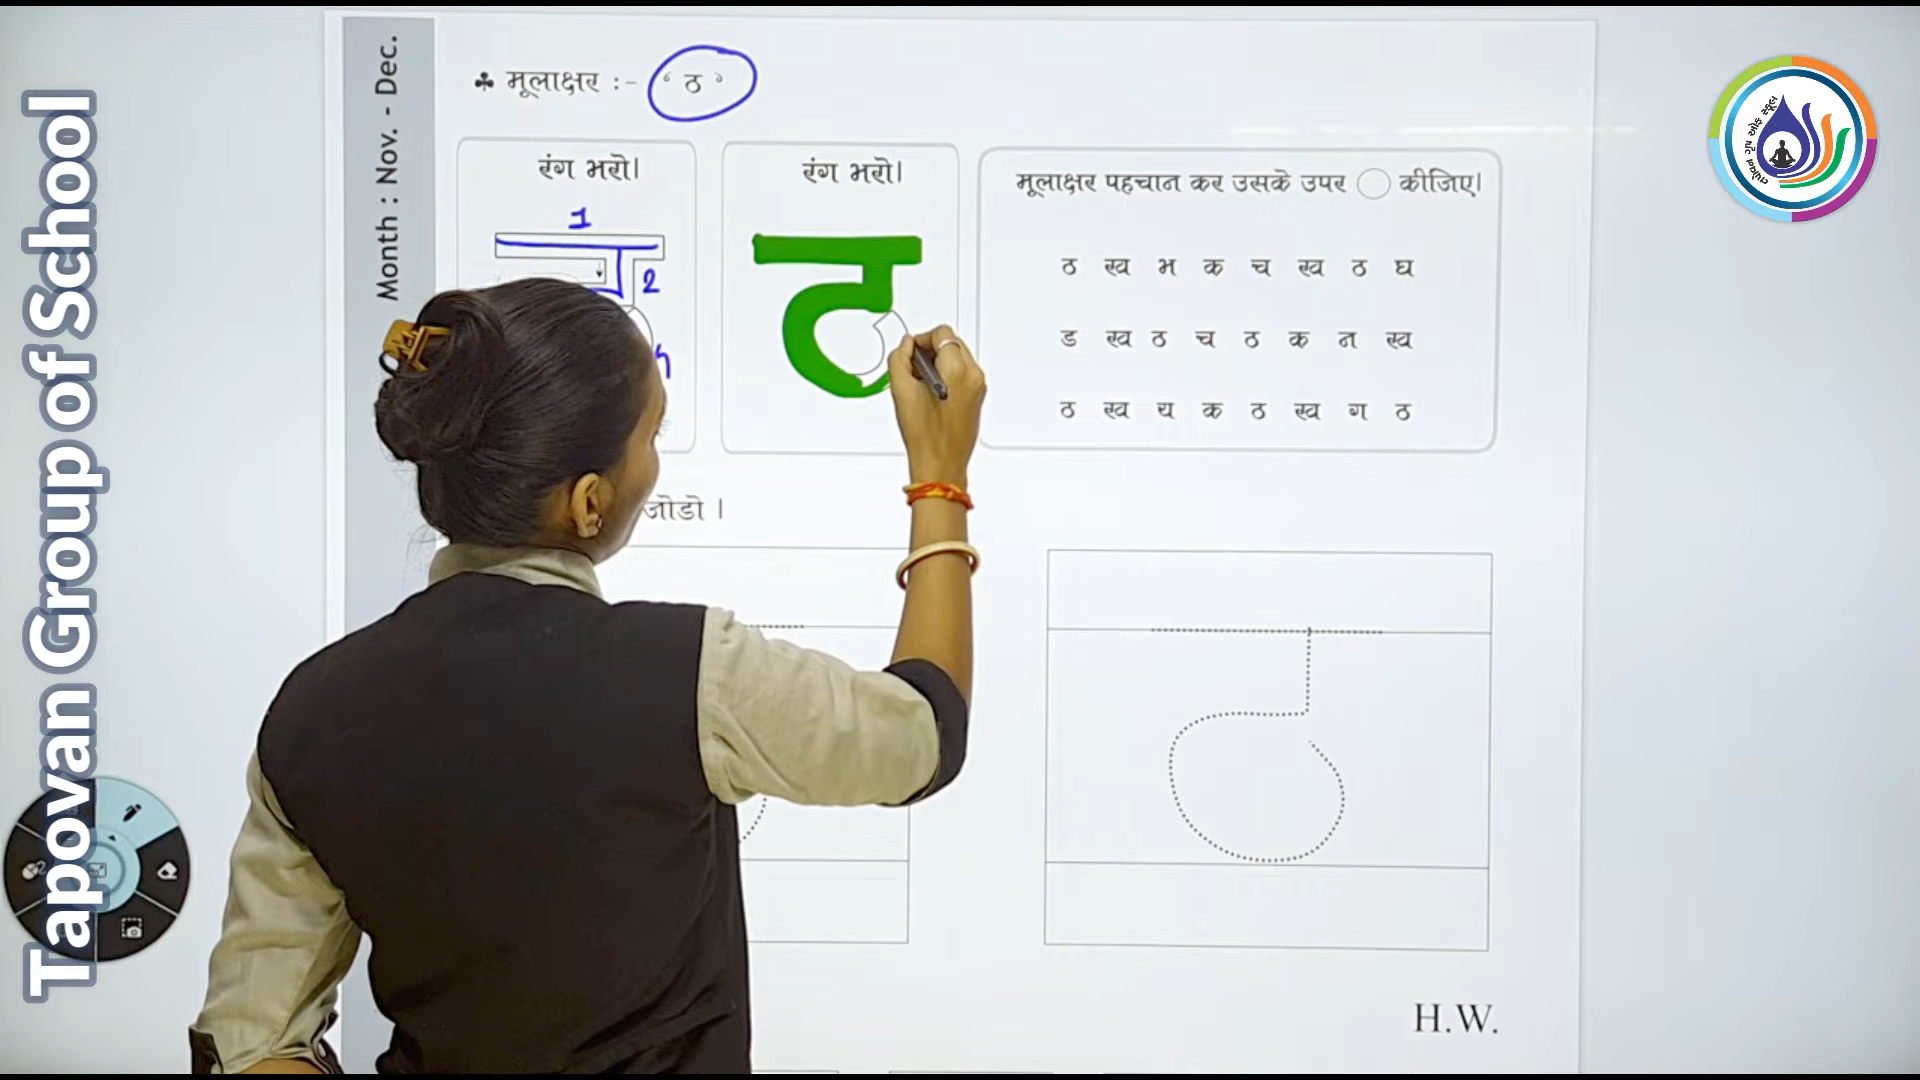 Tapovan Group of School
Month : Nov. - Dec.
♣ मूलाक्षर :- ‘ ठ ’
रंग भरो।
1
2
रंग भरो।
ठ
मूलाक्षर पहचान कर उसके उपर ◯ कीजिए।
ठ ख भ क च ख ठ घ
ड ख ठ च ठ क न ख
ठ ख य क ठ ख ग ठ
जोडो ।
ठ
H.W.